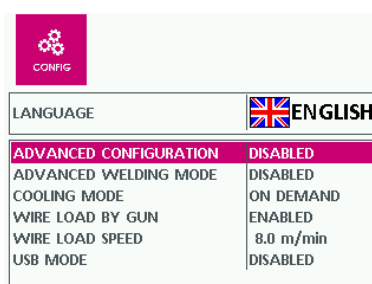 CONFIG
LANGUAGE ENGLISH
ADVANCED CONFIGURATION DISABLED
ADVANCED WELDING MODE DISABLED
COOLING MODE ON DEMAND
WIRE LOAD BY GUN ENABLED
WIRE LOAD SPEED 8.0 m/min
USB MODE DISABLED